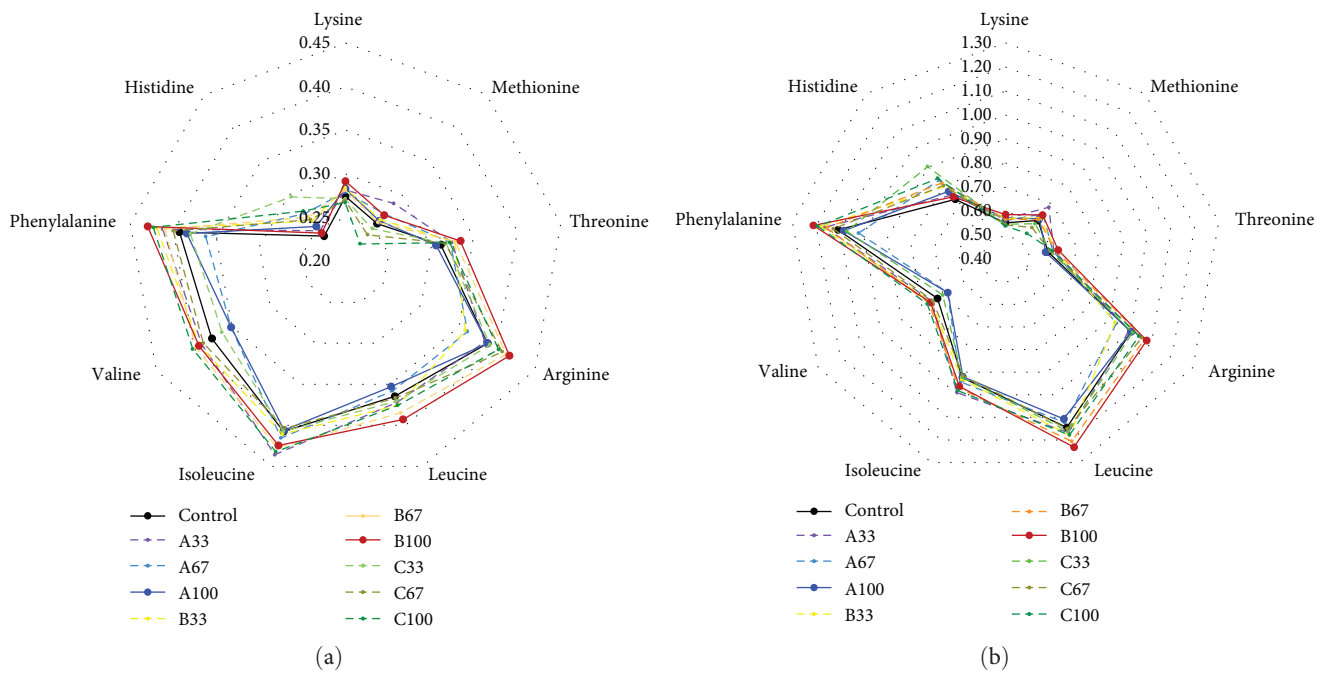 Lysine
0.45
Histidine
0.40
Methionine
0.35
0.30
Phenylalanine
0.25
Threonine
0.20
Valine
Arginine
Isoleucine
Leucine
Control
A33
A67
A100
B33
B67
B100
C33
C67
C100
(a)
Lysine
1.30
1.20
Histidine
1.10
Methionine
1.00
0.90
0.80
0.70
Phenylalanine
0.60
Threonine
0.50
0.40
Valine
Arginine
Isoleucine
Leucine
Control
A33
A67
A100
B33
B67
B100
C33
C67
C100
(b)